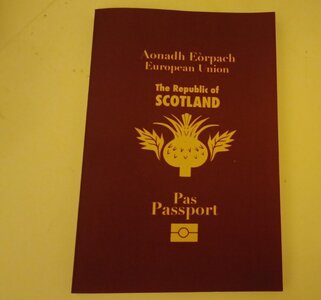 Aonadh Eòrpach
European Union
The Republic of
SCOTLAND
Pas
Passport